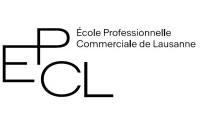 École Professionnelle
Commerciale de Lausanne
EPCL